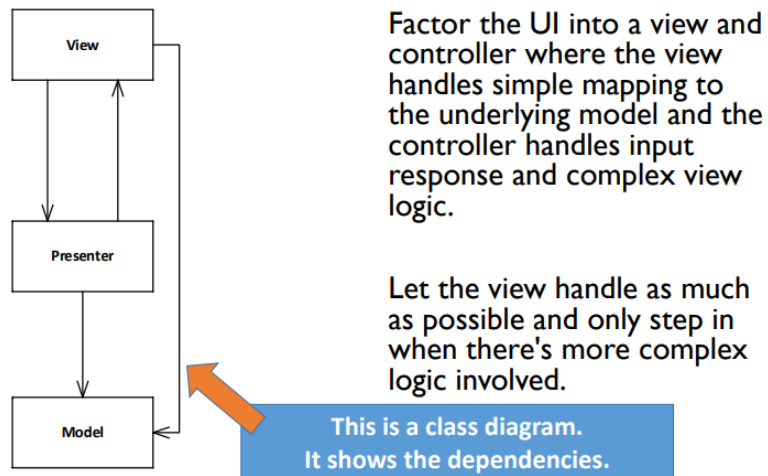 View
Presenter
Model
Factor the UI into a view and
controller where the view
handles simple mapping to
the underlying model and the
controller handles input
response and complex view
logic.
Let the view handle as much
as possible and only step in
when there's more complex
logic involved.
This is a class diagram.
It shows the dependencies.